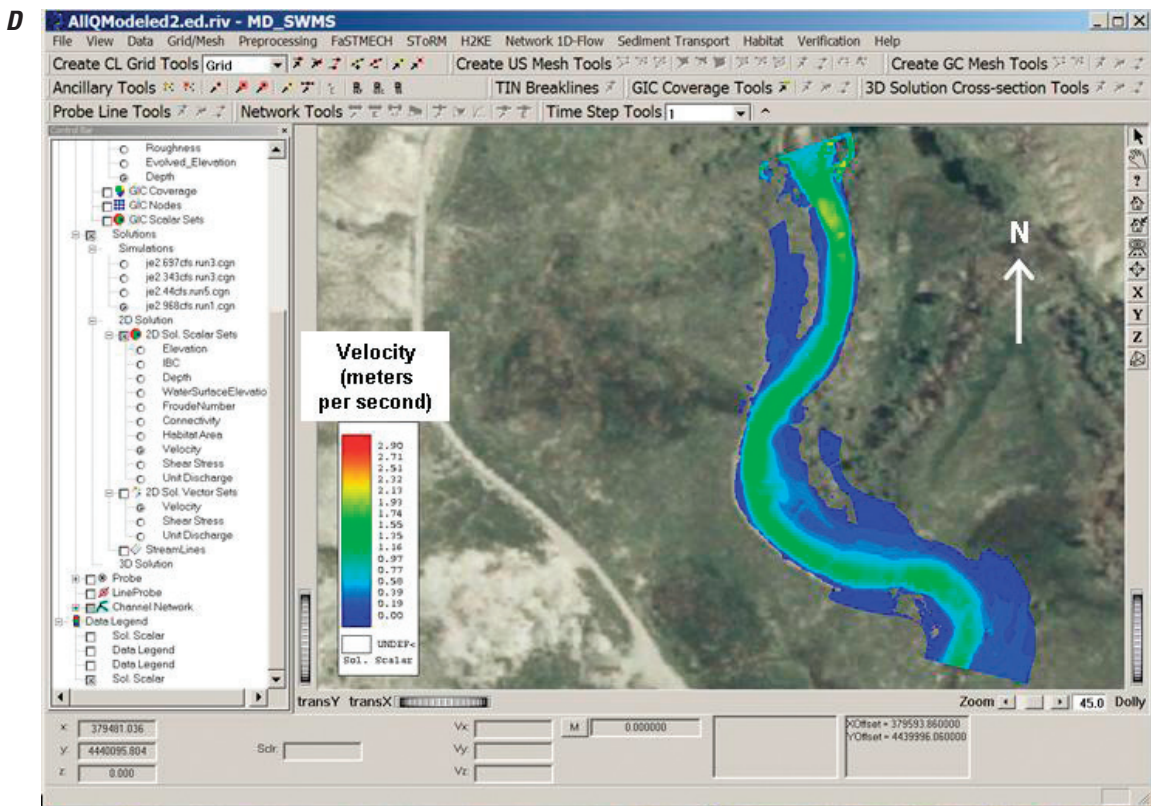 D
AllQModeled2.ed.riv - MD_SWMS
File View Data Grid/Mesh Preprocessing FaSTMECH SToRM H2KE Network 1D-Flow Sediment Transport Habitat Verification Help
Create CL Grid Tools Grid Create US Mesh Tools Create GC Mesh Tools
Ancillary Tools TIN Breaklines GIC Coverage Tools 3D Solution Cross-section Tools
Probe Line Tools Network Tools Time Step Tools 1
Control Bar
Roughness
Evolved_Elevation
Depth
GIC Coverage
GIC Nodes
GIC Scalar Sets
Solutions
Simulations
je2.697cfs.run3.cgn
je2.343cfs.run3.cgn
je2.44cfs.run5.cgn
je2.968cfs.run1.cgn
2D Solution
2D Sol. Scalar Sets
Elevation
IBC
Depth
WaterSurfaceElevatio
FroudeNumber
Connectivity
HabitatArea
Velocity
Shear Stress
Unit Discharge
2D Sol. Vector Sets
Velocity
Shear Stress
Unit Discharge
StreamLines
3D Solution
Probe
LineProbe
Channel Network
Data Legend
Sol. Scalar
Data Legend
Data Legend
Sol. Scalar
Velocity
(meters
per second)
2.90
2.71
2.51
2.32
2.13
1.93
1.74
1.55
1.35
1.16
0.97
0.77
0.58
0.39
0.19
0.00
UNDEF<
Sol. Scalar
N
?
X
Y
Z
transY transX Zoom 45.0 Dolly
x: 379481.036 Vx: M 0.000000
y: 4440095.804 Sclr: Vy:
z: 0.000 Vz:
XOffset = 379593.860000
YOffset = 4439996.060000